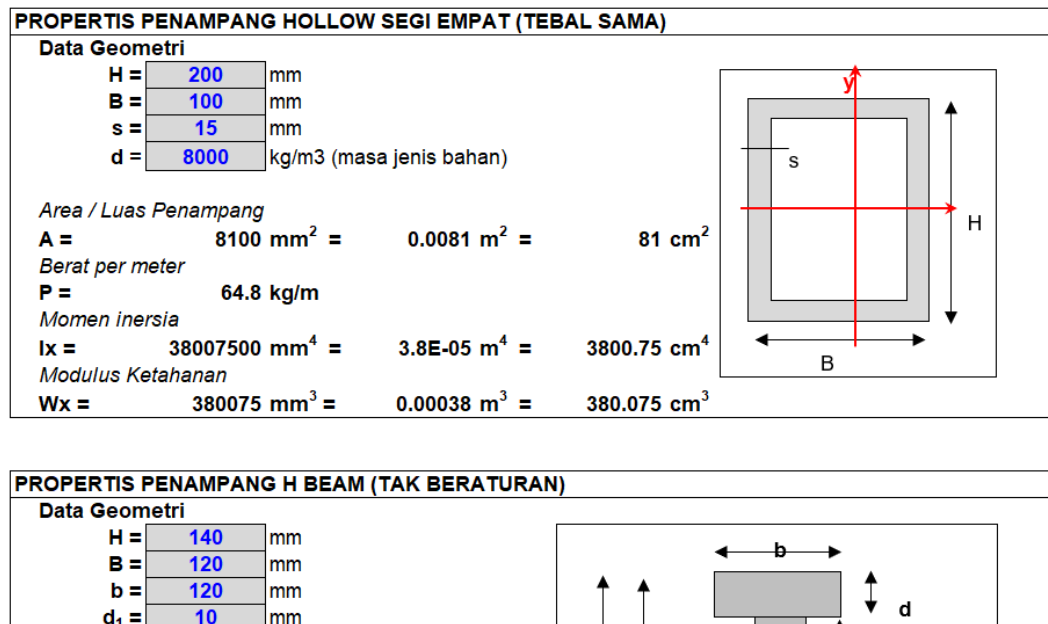 PROPERTIS PENAMPANG HOLLOW SEGI EMPAT (TEBAL SAMA)
Data Geometri
H = 200 mm
B = 100 mm
s = 15 mm
d = 8000 kg/m3 (masa jenis bahan)
y
s
H
B
Area / Luas Penampang
A = 8100 mm² = 0.0081 m² = 81 cm²
Berat per meter
P = 64.8 kg/m
Momen inersia
Ix = 38007500 mm⁴ = 3.8E-05 m⁴ = 3800.75 cm⁴
Modulus Ketahanan
Wx = 380075 mm³ = 0.00038 m³ = 380.075 cm³
PROPERTIS PENAMPANG H BEAM (TAK BERATURAN)
Data Geometri
H = 140 mm
B = 120 mm
b = 120 mm
d₁ = 10 mm
b
d